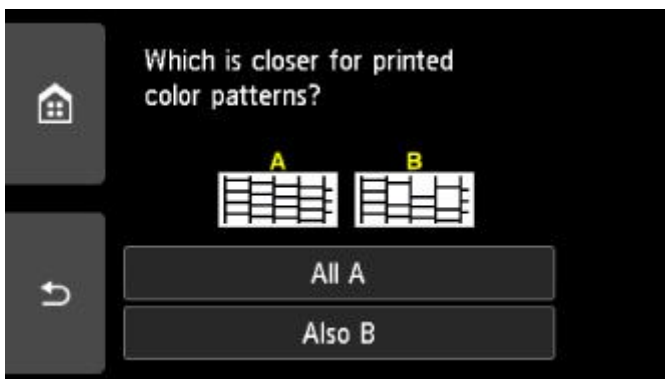 Which is closer for printed
color patterns?
A B
All A
Also B